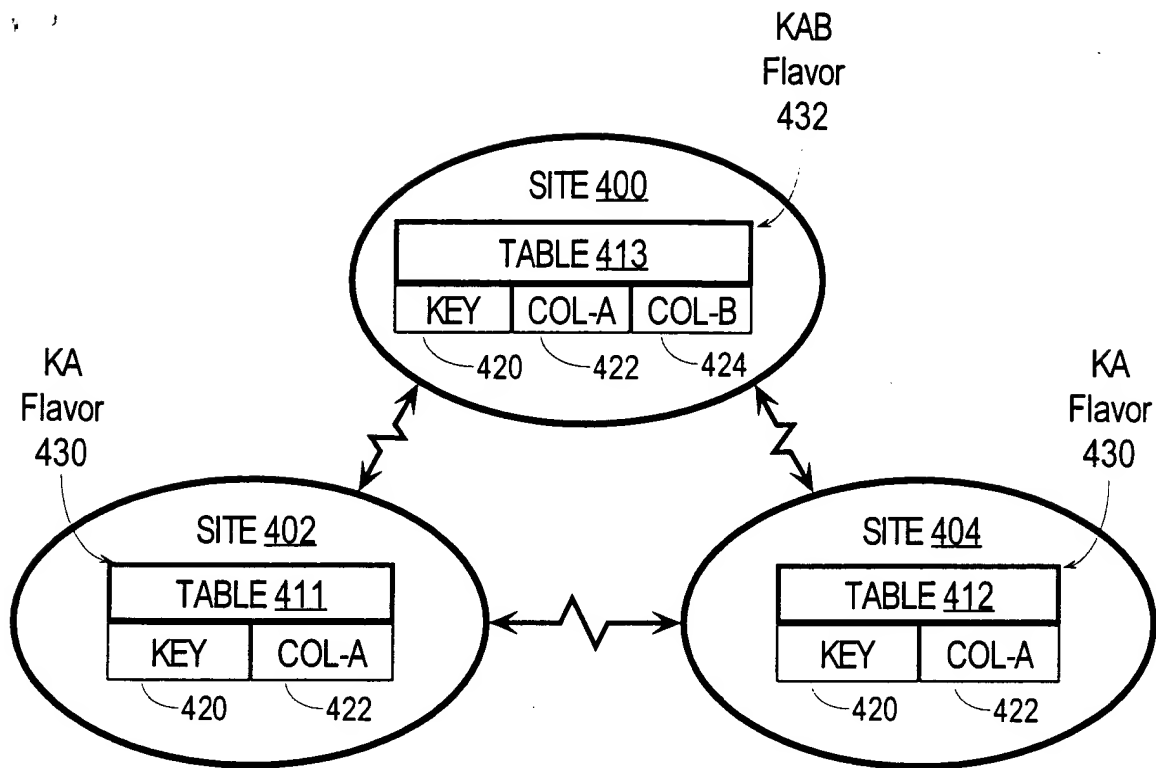 KAB
Flavor
432
SITE 400
TABLE 413
KEY COL-A COL-B
420 422 424
KA
Flavor
430
KA
Flavor
430
SITE 402
TABLE 411
KEY COL-A
420 422
SITE 404
TABLE 412
KEY COL-A
420 422